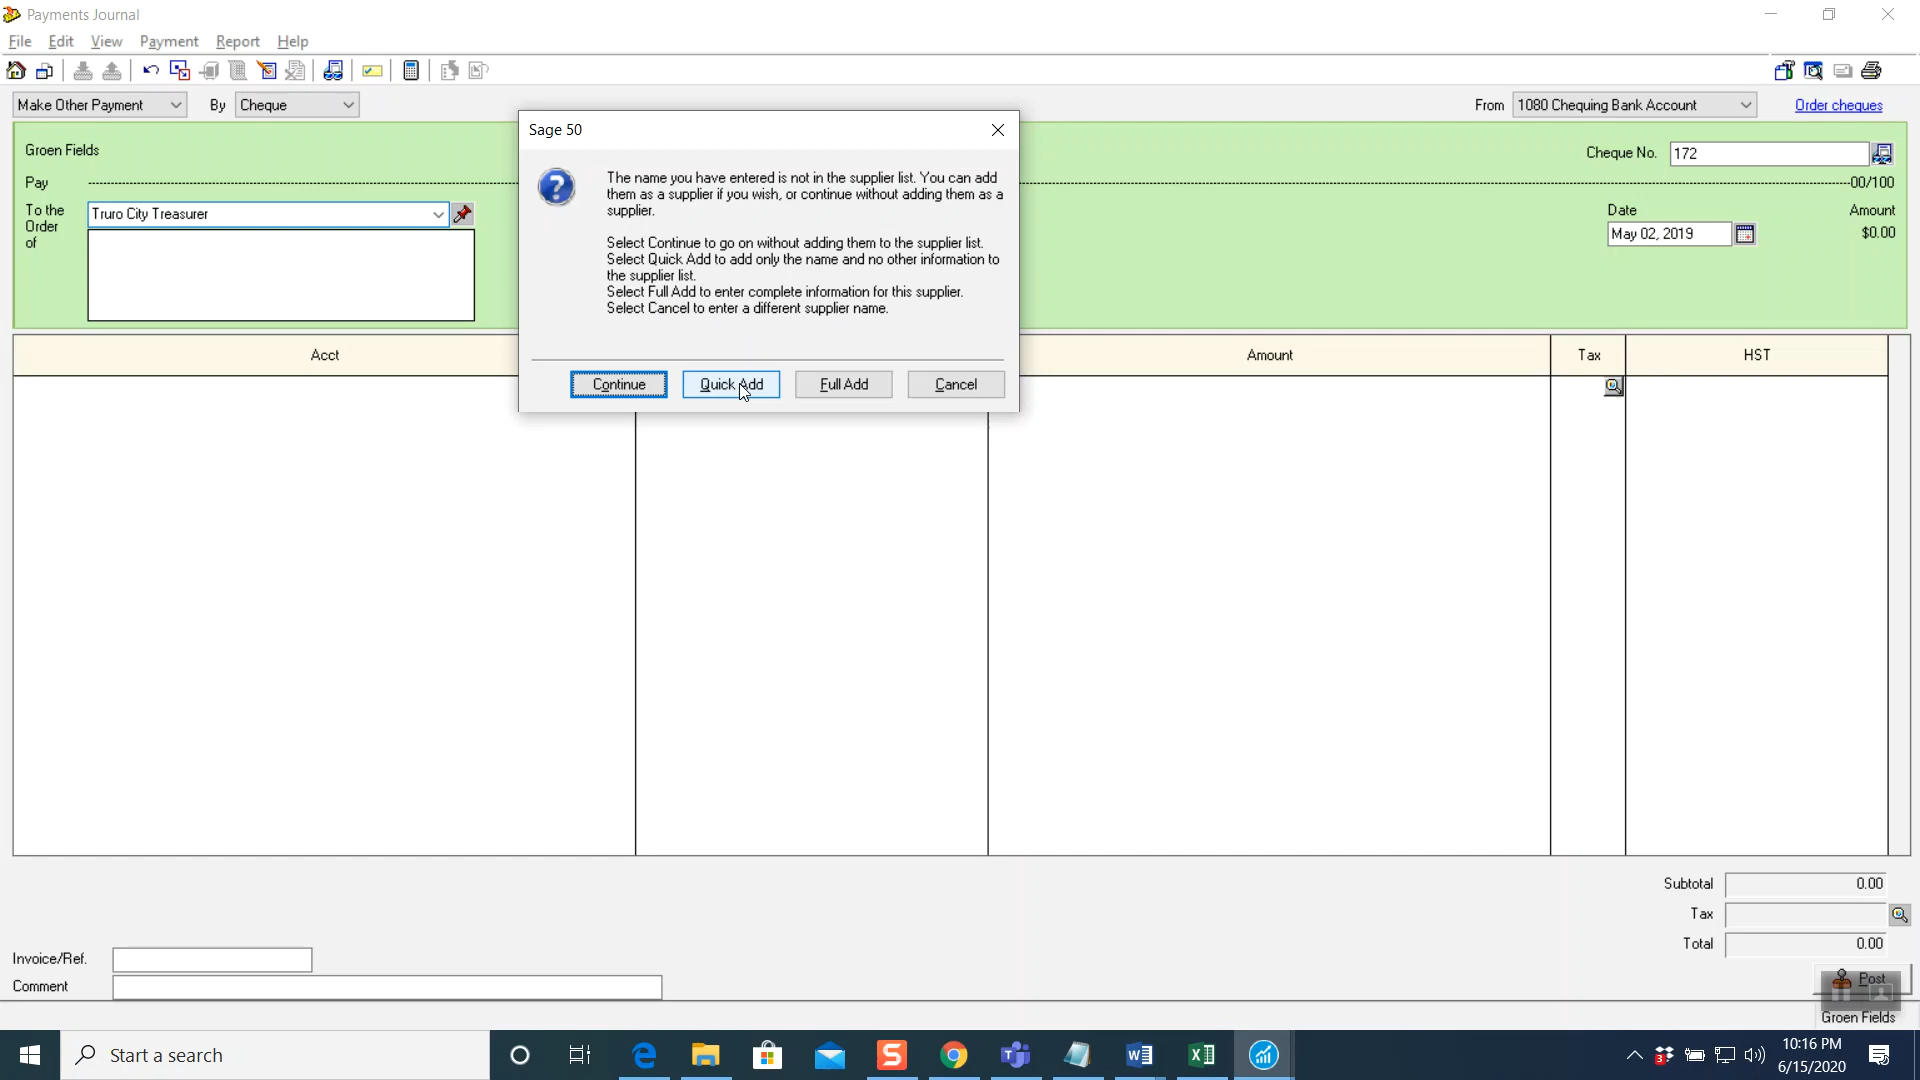 Payments Journal
File Edit View Payment Report Help
Make Other Payment By Cheque From 1080 Chequing Bank Account Order cheques
Groen Fields
Cheque No. 172
Pay 00/100
To the
Order
of
Truro City Treasurer
Date Amount
May 02, 2019 $0.00
Sage 50
The name you have entered is not in the supplier list. You can add
them as a supplier if you wish, or continue without adding them as a
supplier.
Select Continue to go on without adding them to the supplier list.
Select Quick Add to add only the name and no other information to
the supplier list.
Select Full Add to enter complete information for this supplier.
Select Cancel to enter a different supplier name.
Continue Quick Add Full Add Cancel
Acct Amount Tax HST
Subtotal 0.00
Tax
Total 0.00
Invoice/Ref.
Comment
Post
Groen Fields
Start a search
10:16 PM
6/15/2020